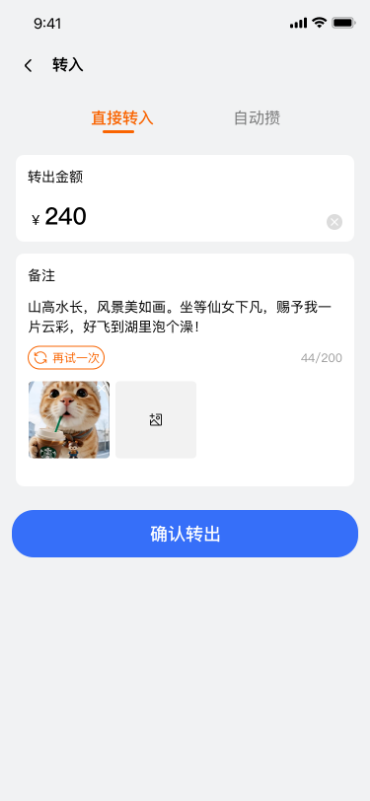 9:41
转入
直接转入
自动攒
转出金额
¥ 240
备注
山高水长，风景美如画。坐等仙女下凡，赐予我一
片云彩，好飞到湖里泡个澡！
再试一次
44/200
确认转出